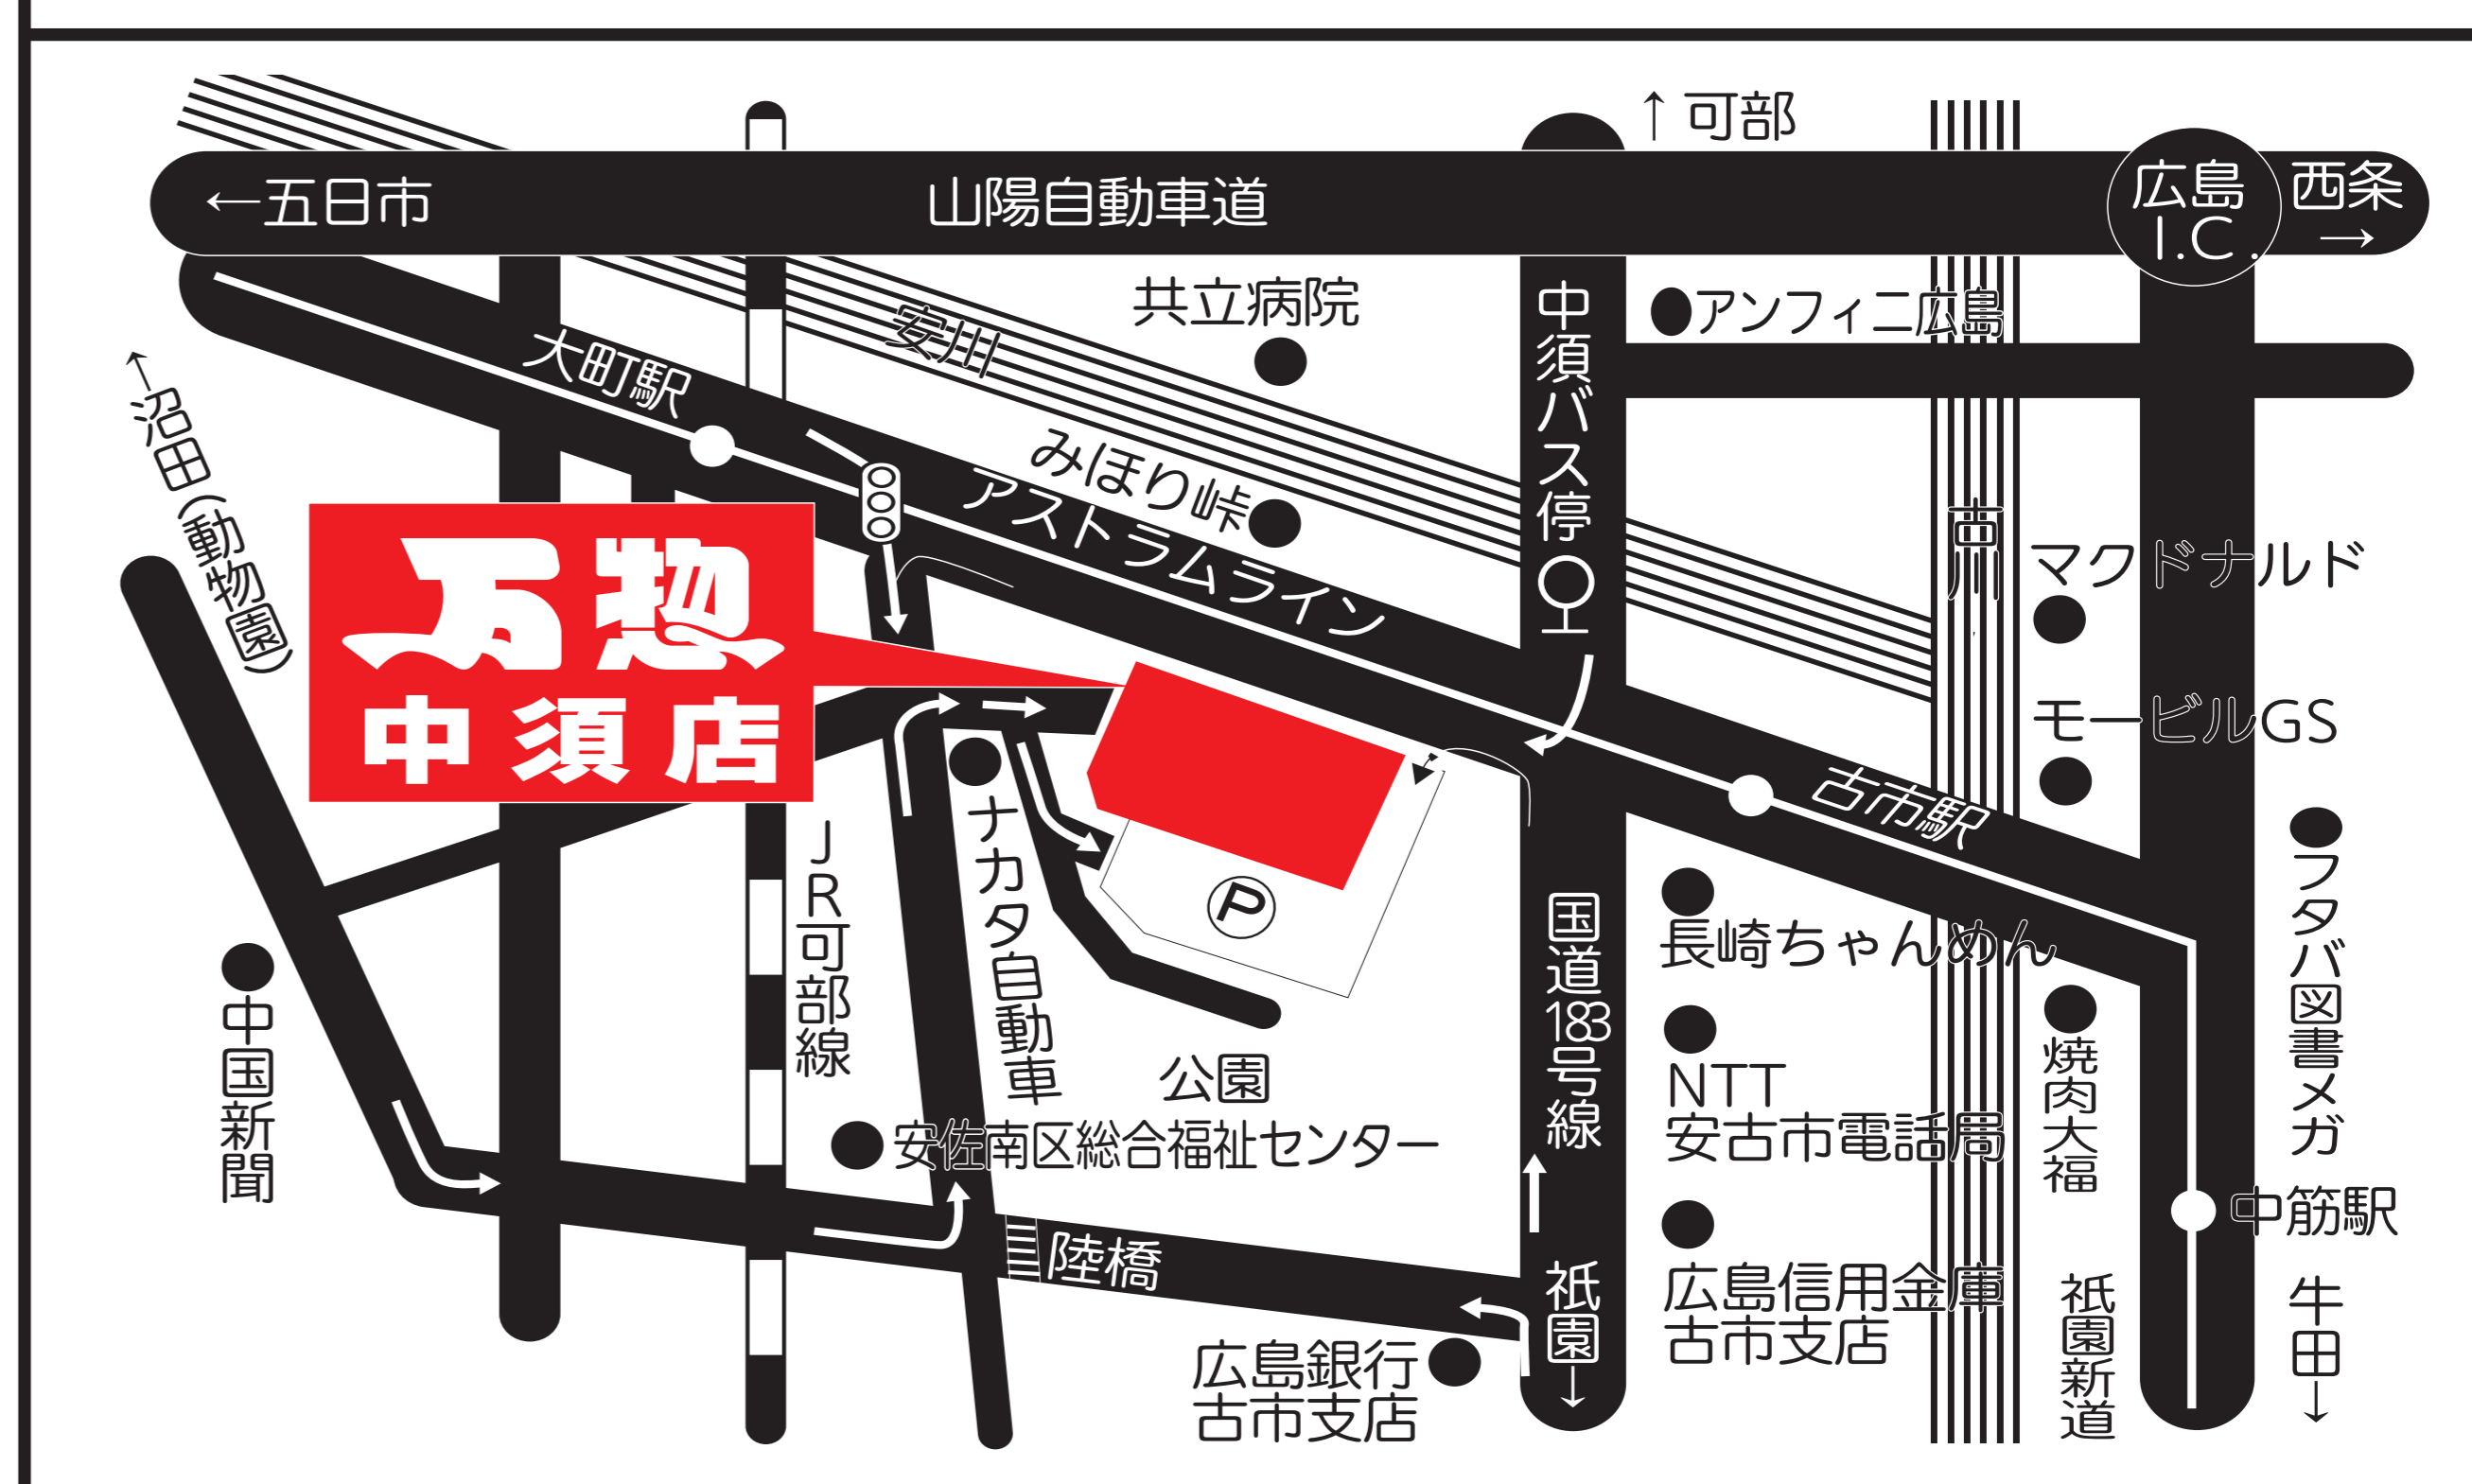 ↑可部
←五日市
山陽自動車道
広島
I.C.
西条
→
共立病院
中須バス停
アンフィニ広島
安川
大町駅
←沼田(動物園)
みほり峠
アストラムライン
古川
マクドナルド
万惣
中須店
モービルGS
古市駅
フタバ図書メガ
ナカタ自動車
JR可部線
P
国道183号線
長崎ちゃんめん
中国新聞
NTT
安古市電話局
焼肉大福
公園
安佐南区総合福祉センター
中筋駅
陸橋
祇園↓
広島信用金庫
古市支店
祇園新道
牛田↓
広島銀行
古市支店